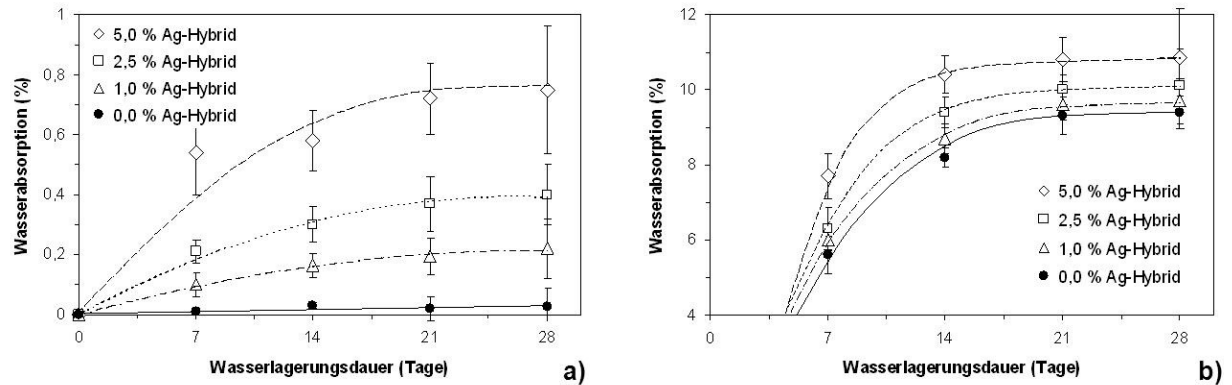 1
0,8
0,6
0,4
0,2
0
Wasserabsorption (%)
5,0 % Ag-Hybrid
2,5 % Ag-Hybrid
1,0 % Ag-Hybrid
0,0 % Ag-Hybrid
0 7 14 21 28
Wasserlagerungsdauer (Tage)
a)
12
10
8
6
4
Wasserabsorption (%)
5,0 % Ag-Hybrid
2,5 % Ag-Hybrid
1,0 % Ag-Hybrid
0,0 % Ag-Hybrid
0 7 14 21 28
Wasserlagerungsdauer (Tage)
b)